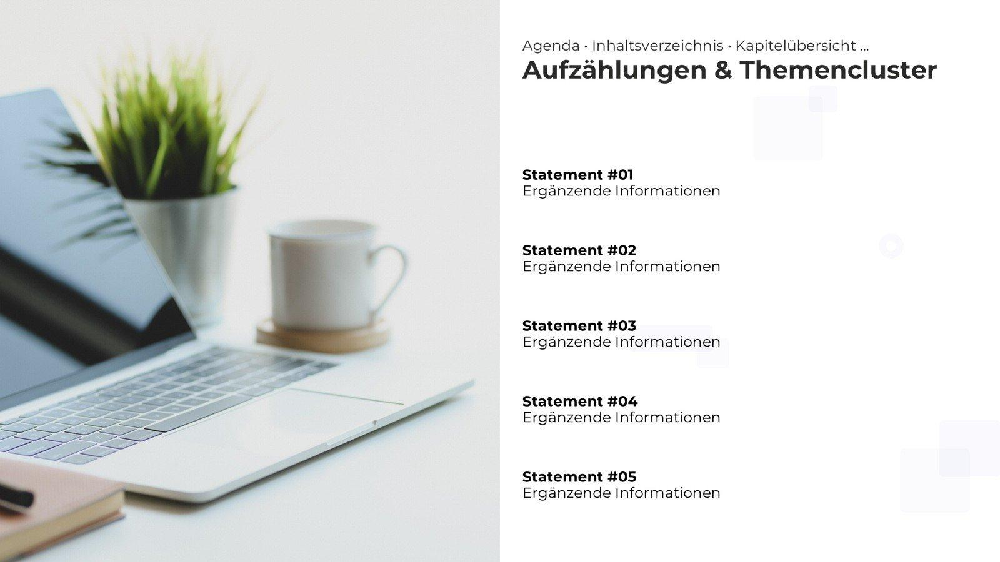 Agenda • Inhaltsverzeichnis • Kapitelübersicht ...
Aufzählungen & Themencluster
Statement #01
Ergänzende Informationen
Statement #02
Ergänzende Informationen
Statement #03
Ergänzende Informationen
Statement #04
Ergänzende Informationen
Statement #05
Ergänzende Informationen